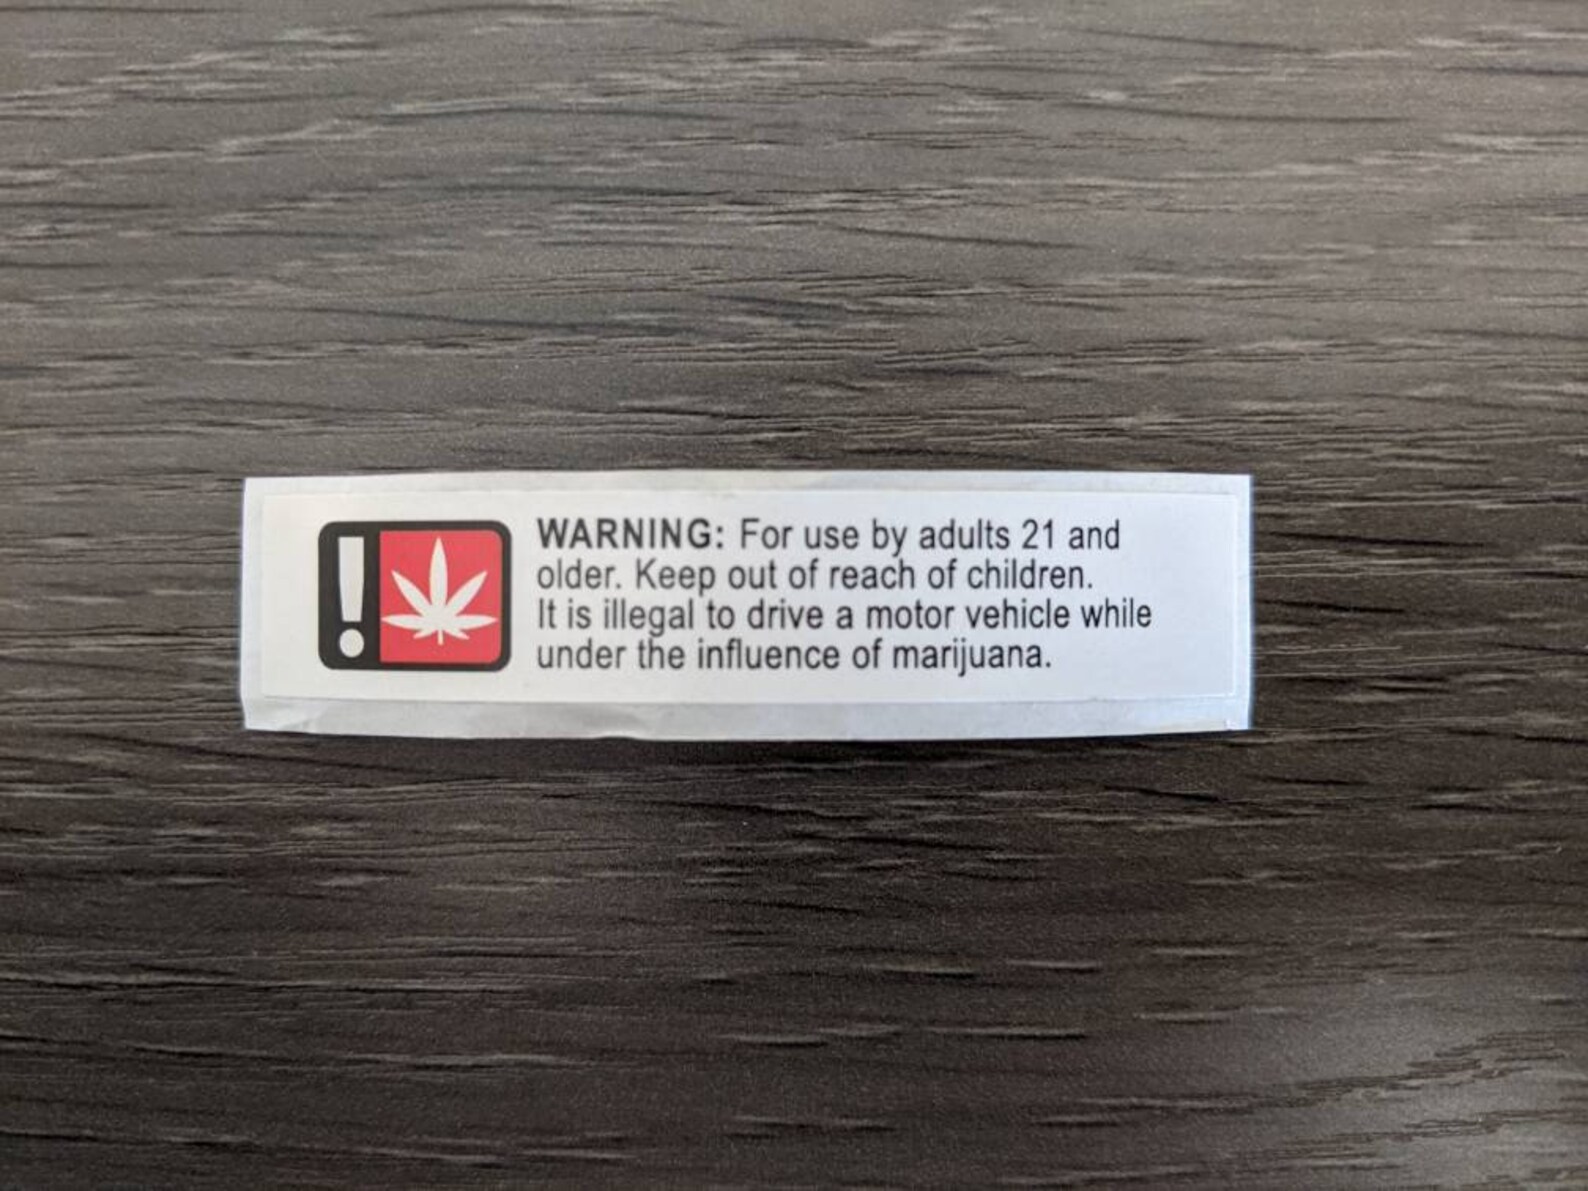 WARNING: For use by adults 21 and
older. Keep out of reach of children.
It is illegal to drive a motor vehicle while
under the influence of marijuana.